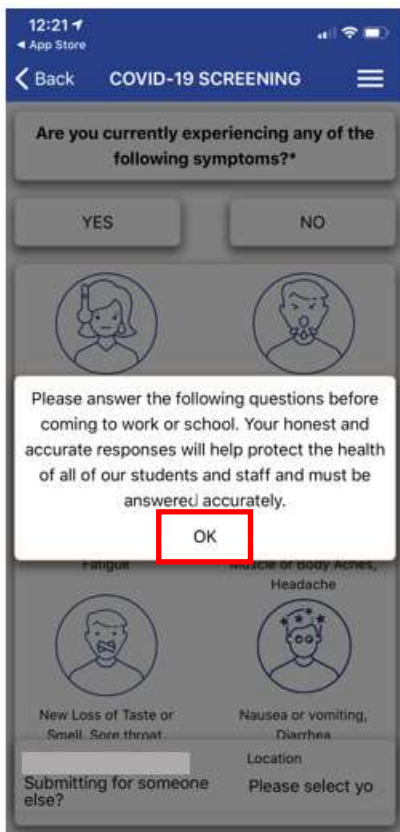 12:21
App Store
Back COVID-19 SCREENING
Are you currently experiencing any of the
following symptoms?*
YES NO
Please answer the following questions before
coming to work or school. Your honest and
accurate responses will help protect the health
of all of our students and staff and must be
answered accurately.
OK
Fatigue Muscle or Body Aches,
Headache
New Loss of Taste or Nausea or vomiting,
Smell, Sore throat Diarrhea
Location
Submitting for someone
else?
Please select yo